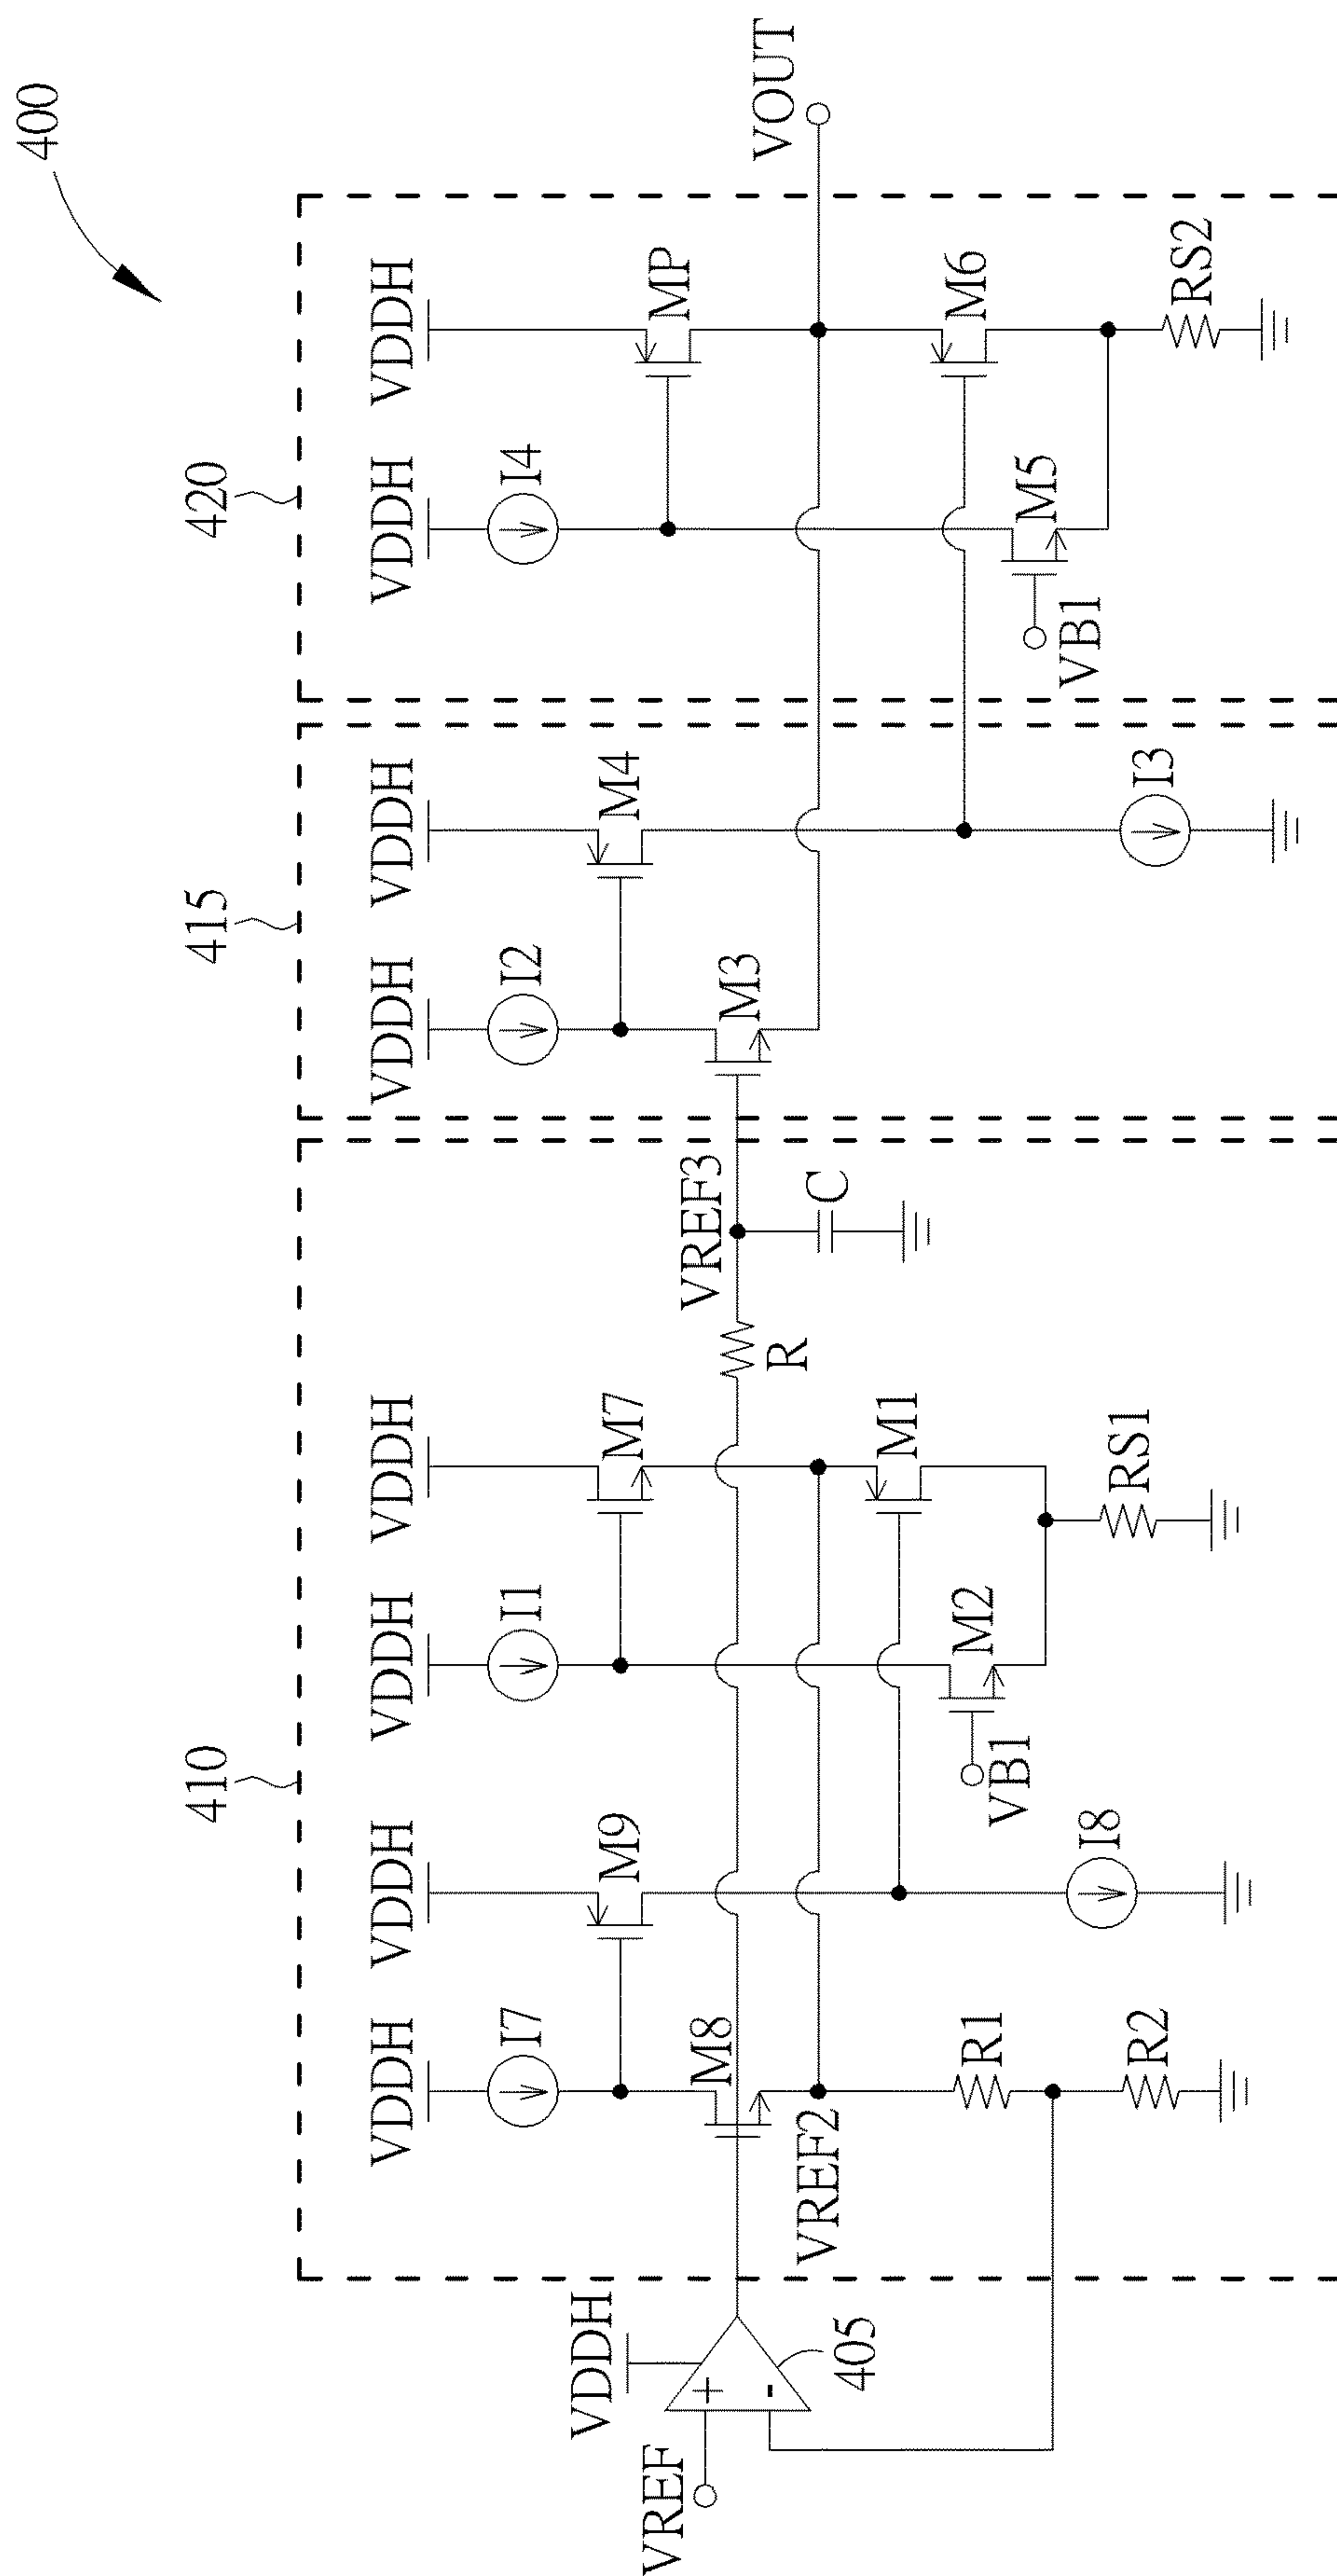 400
410
415
420
VDDH
VDDH
VDDH
VDDH
VDDH
VDDH
VDDH
VDDH
I7
M9
I1
M7
I2
M4
I4
MP
VDDH
M8
VREF3
M3
VOUT
VREF
+
-
405
VREF2
R
C
R1
M2
M1
M5
M6
VB1
VB1
R2
I8
RS1
I3
RS2